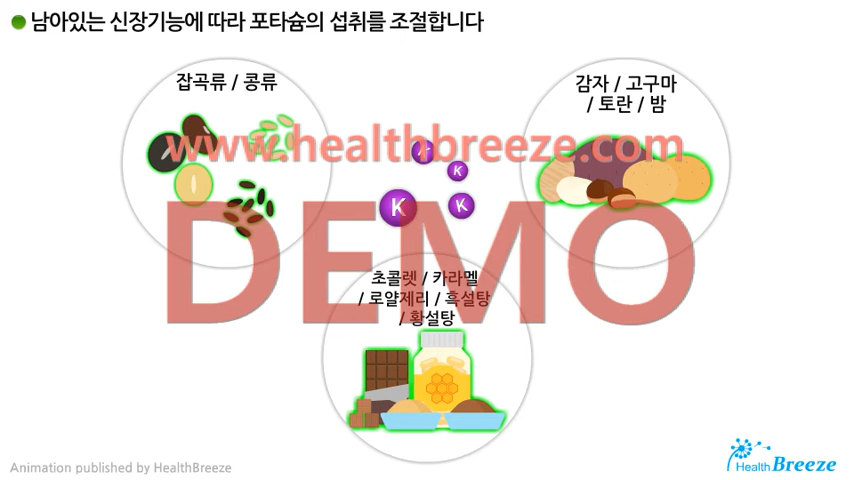 남아있는 신장기능에 따라 포타슘의 섭취를 조절합니다
잡곡류 / 콩류
감자 / 고구마
/ 토란 / 밤
www.healthbreeze.com
K
K
K
K
DEMO
초콜렛 / 카라멜
/ 로얄제리 / 흑설탕
/ 황설탕
Animation published by HealthBreeze
Health Breeze